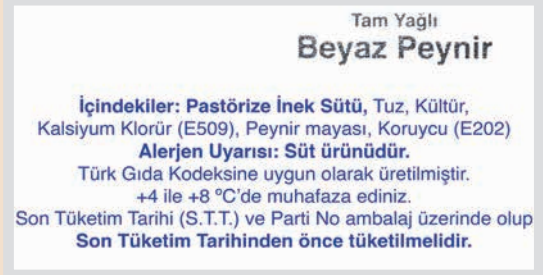 Tam Yağlı
Beyaz Peynir
İçindekiler: Pastörize İnek Sütü, Tuz, Kültür,
Kalsiyum Klorür (E509), Peynir mayası, Koruycu (E202)
Alerjen Uyarısı: Süt ürünüdür.
Türk Gıda Kodeksine uygun olarak üretilmiştir.
+4 ile +8 ºC'de muhafaza ediniz.
Son Tüketim Tarihi (S.T.T.) ve Parti No ambalaj üzerinde olup
Son Tüketim Tarihinden önce tüketilmelidir.